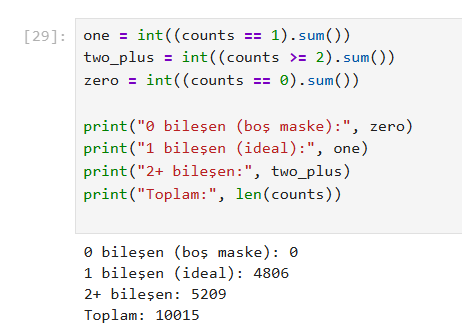 [29]: one = int((counts == 1).sum())
two_plus = int((counts >= 2).sum())
zero = int((counts == 0).sum())
print("0 bileşen (boş maske):", zero)
print("1 bileşen (ideal):", one)
print("2+ bileşen:", two_plus)
print("Toplam:", len(counts))
0 bileşen (boş maske): 0
1 bileşen (ideal): 4806
2+ bileşen: 5209
Toplam: 10015